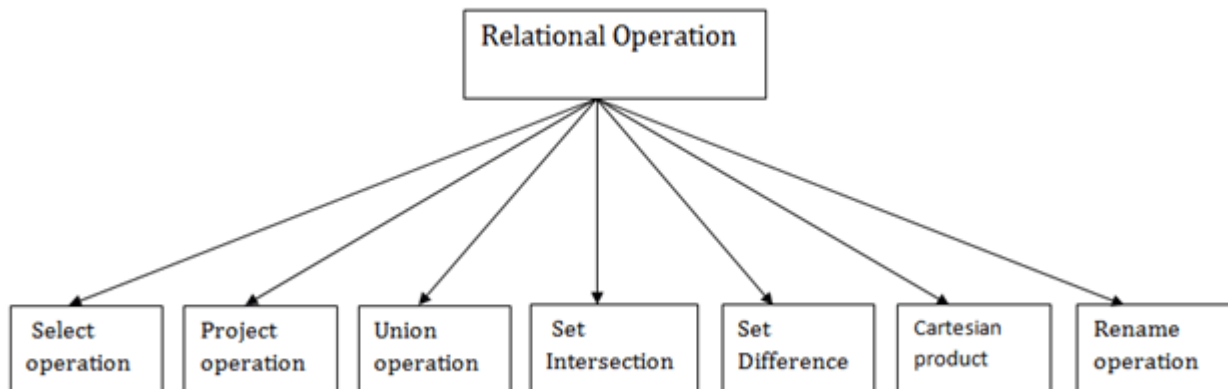 Relational Operation
Select
operation
Project
operation
Union
operation
Set
Intersection
Set
Difference
Cartesian
product
Rename
operation